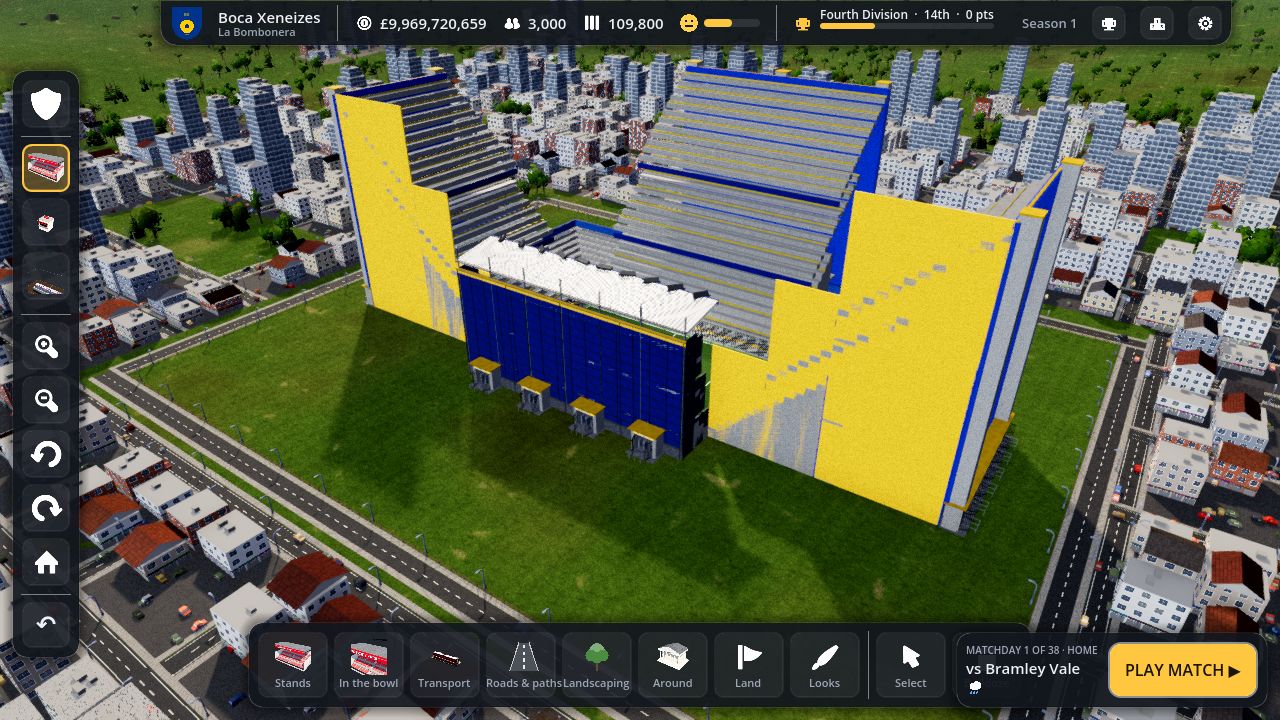 Boca Xeneizes
La Bombonera
£9,969,720,659
3,000
109,800
Fourth Division · 14th · 0 pts
Season 1
Stands
In the bowl
Transport
Roads & paths
Landscaping
Around
Land
Looks
Select
MATCHDAY 1 OF 38 · HOME
vs Bramley Vale
PLAY MATCH ▶